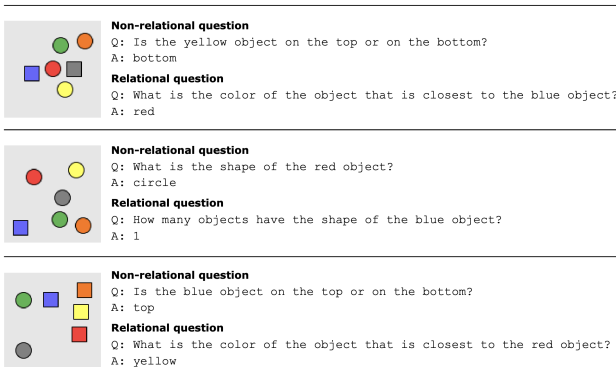 Non-relational question
Q: Is the yellow object on the top or on the bottom?
A: bottom
Relational question
Q: What is the color of the object that is closest to the blue object?
A: red
Non-relational question
Q: What is the shape of the red object?
A: circle
Relational question
Q: How many objects have the shape of the blue object?
A: 1
Non-relational question
Q: Is the blue object on the top or on the bottom?
A: top
Relational question
Q: What is the color of the object that is closest to the red object?
A: yellow